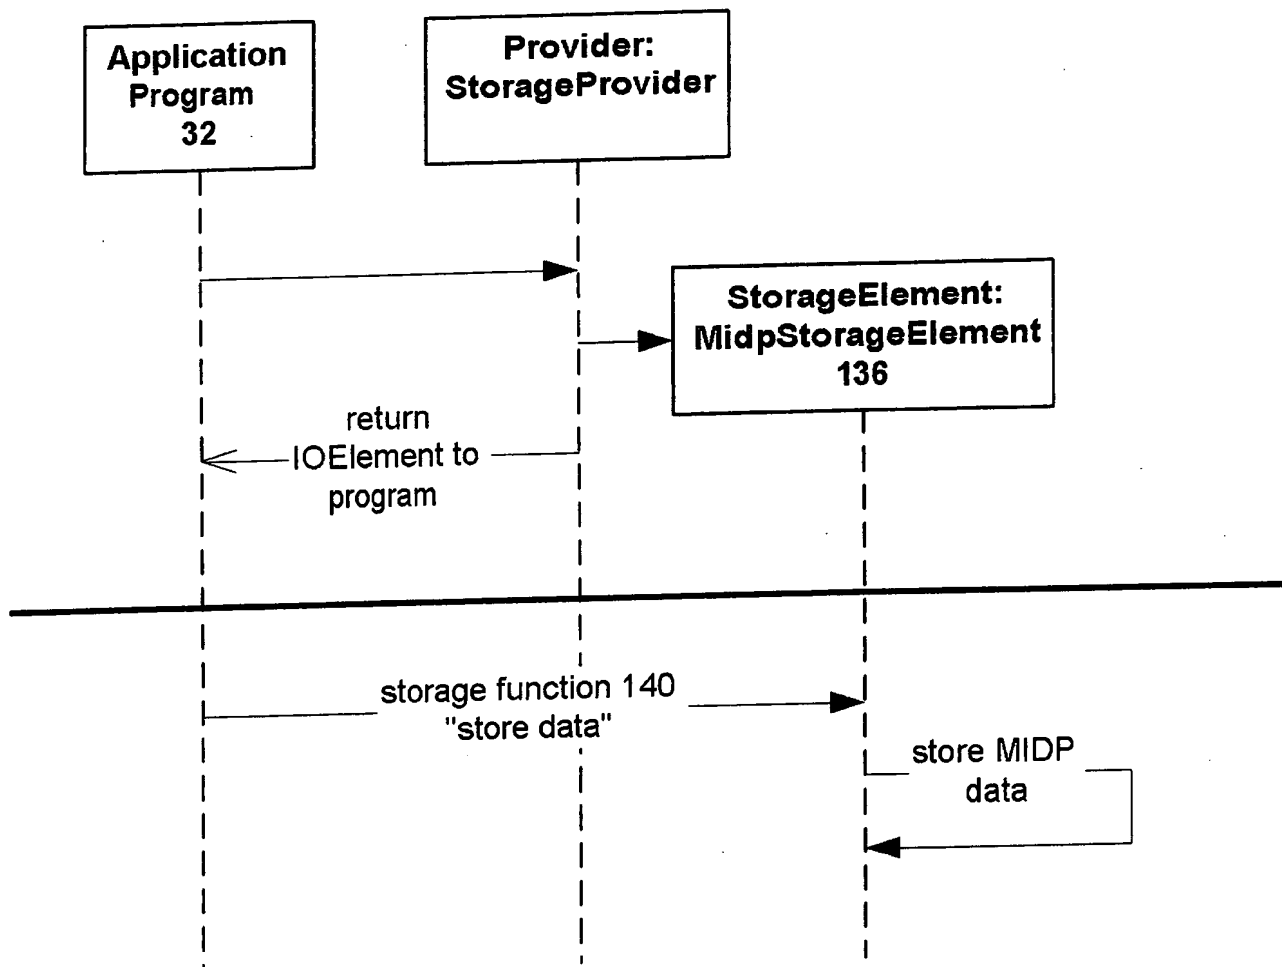 Application
Program
32
Provider:
StorageProvider
StorageElement:
MidpStorageElement
136
return
IOElement to
program
storage function 140
"store data"
store MIDP
data